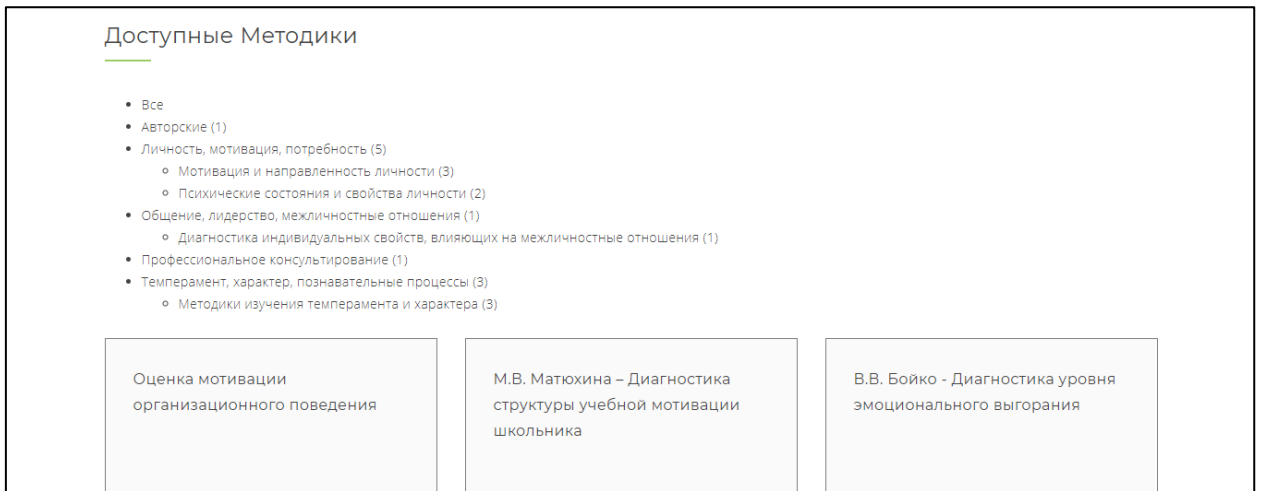 Доступные Методики
Все
Авторские (1)
Личность, мотивация, потребность (5)
Мотивация и направленность личности (3)
Психические состояния и свойства личности (2)
Общение, лидерство, межличностные отношения (1)
Диагностика индивидуальных свойств, влияющих на межличностные отношения (1)
Профессиональное консультирование (1)
Темперамент, характер, познавательные процессы (3)
Методики изучения темперамента и характера (3)
Оценка мотивации
организационного поведения
М.В. Матюхина – Диагностика
структуры учебной мотивации
школьника
В.В. Бойко - Диагностика уровня
эмоционального выгорания